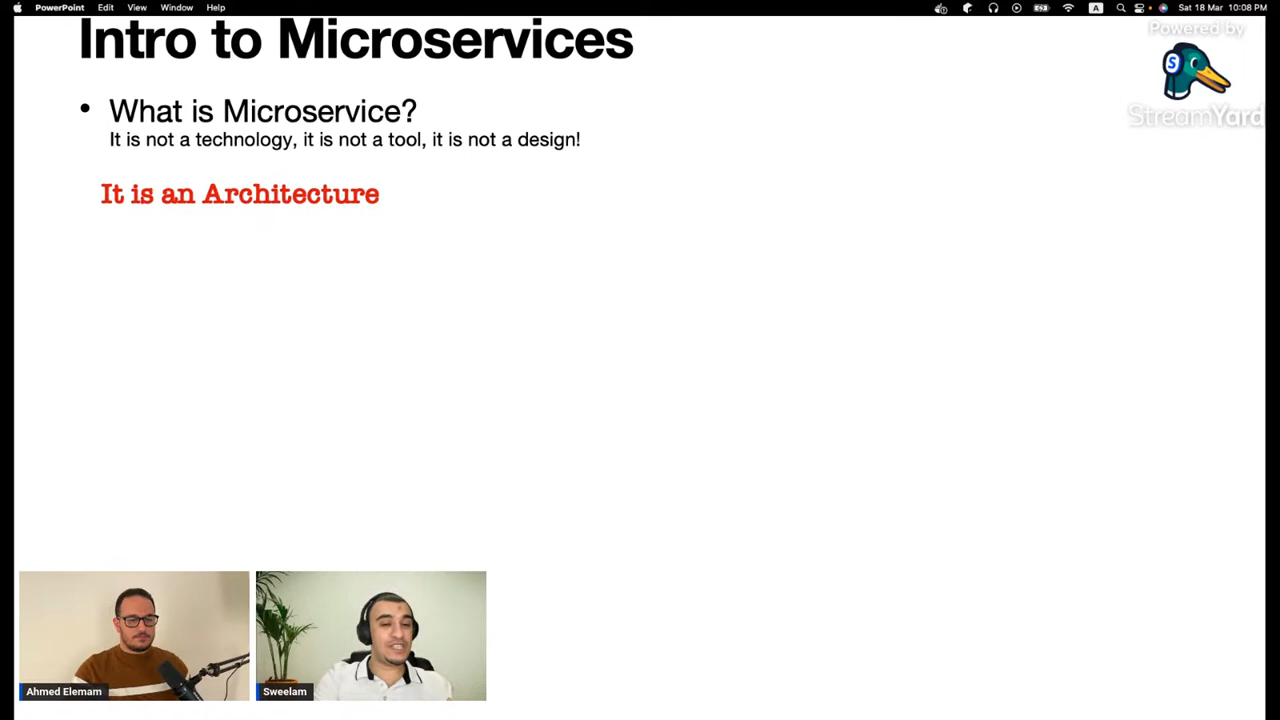 PowerPoint Edit View Window Help
A
Sat 18 Mar 10:08 PM
Intro to Microservices
Powered by
S
StreamYard
• What is Microservice?
It is not a technology, it is not a tool, it is not a design!
It is an Architecture
Ahmed Elemam
Sweelam